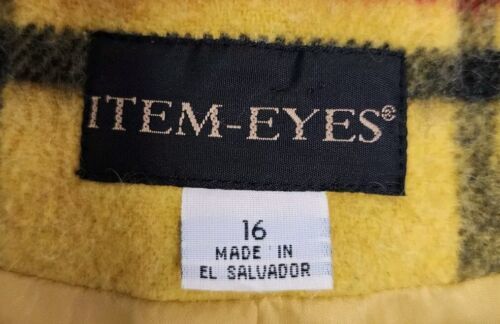 ITEM-EYES®
16
MADE IN
EL SALVADOR